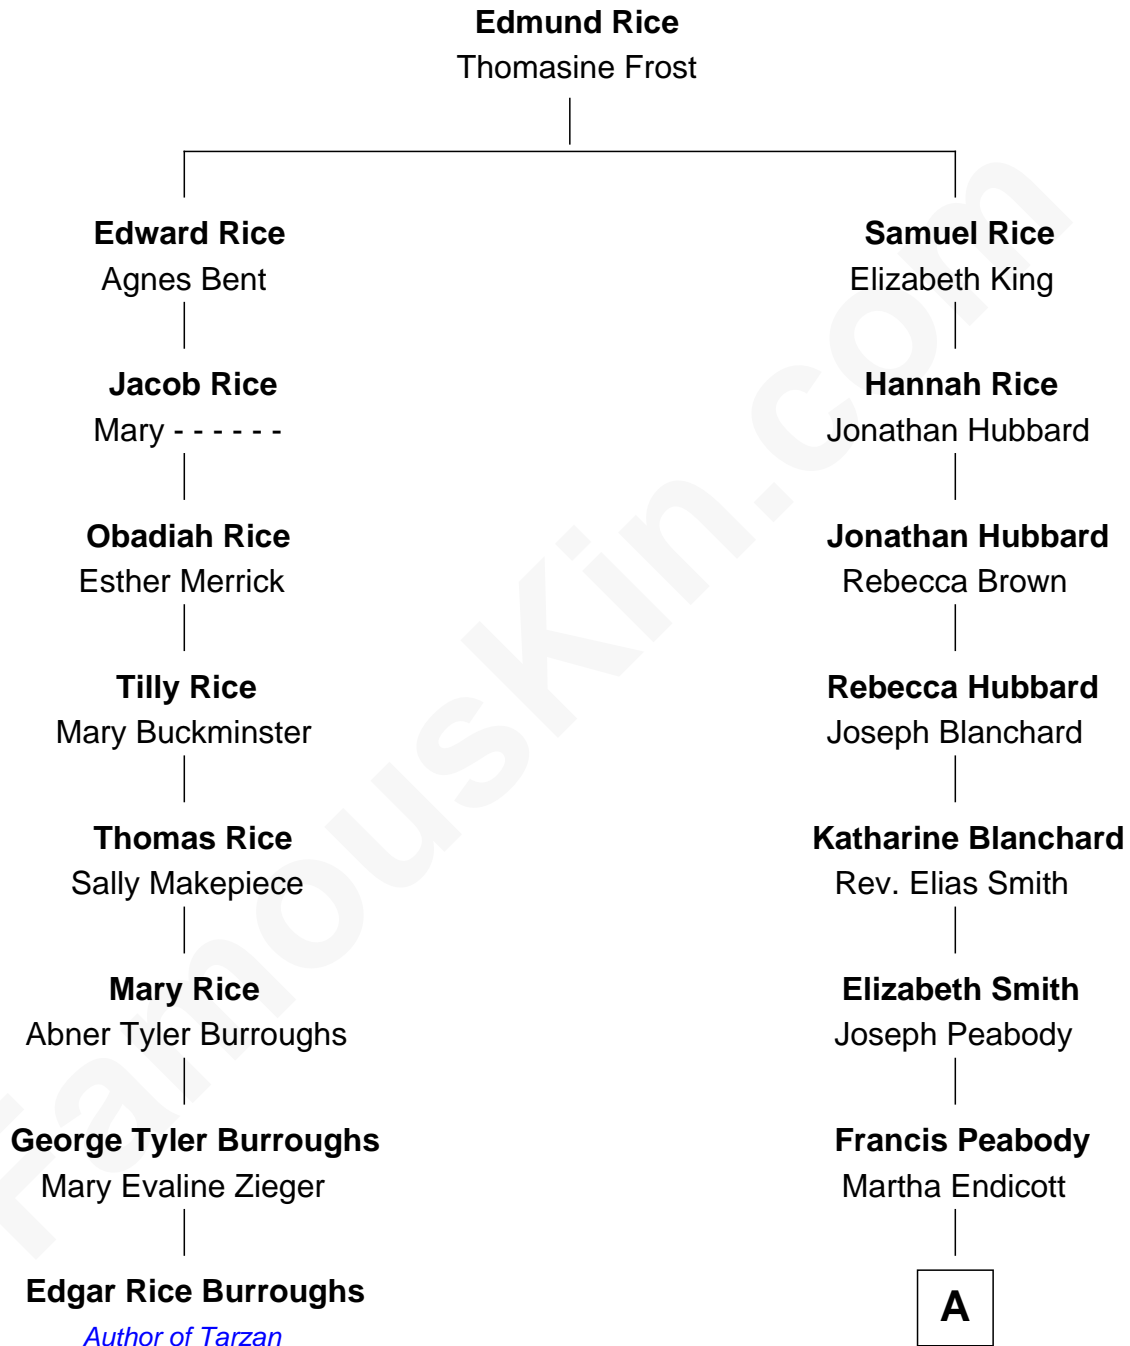 Edmund Rice
Thomasine Frost
Edward Rice
Agnes Bent
Jacob Rice
Mary - - - - - -
Obadiah Rice
Esther Merrick
Tilly Rice
Mary Buckminster
Thomas Rice
Sally Makepiece
Mary Rice
Abner Tyler Burroughs
George Tyler Burroughs
Mary Evaline Zieger
Edgar Rice Burroughs
Author of Tarzan
Samuel Rice
Elizabeth King
Hannah Rice
Jonathan Hubbard
Jonathan Hubbard
Rebecca Brown
Rebecca Hubbard
Joseph Blanchard
Katharine Blanchard
Rev. Elias Smith
Elizabeth Smith
Joseph Peabody
Francis Peabody
Martha Endicott
A
FamousKin.com